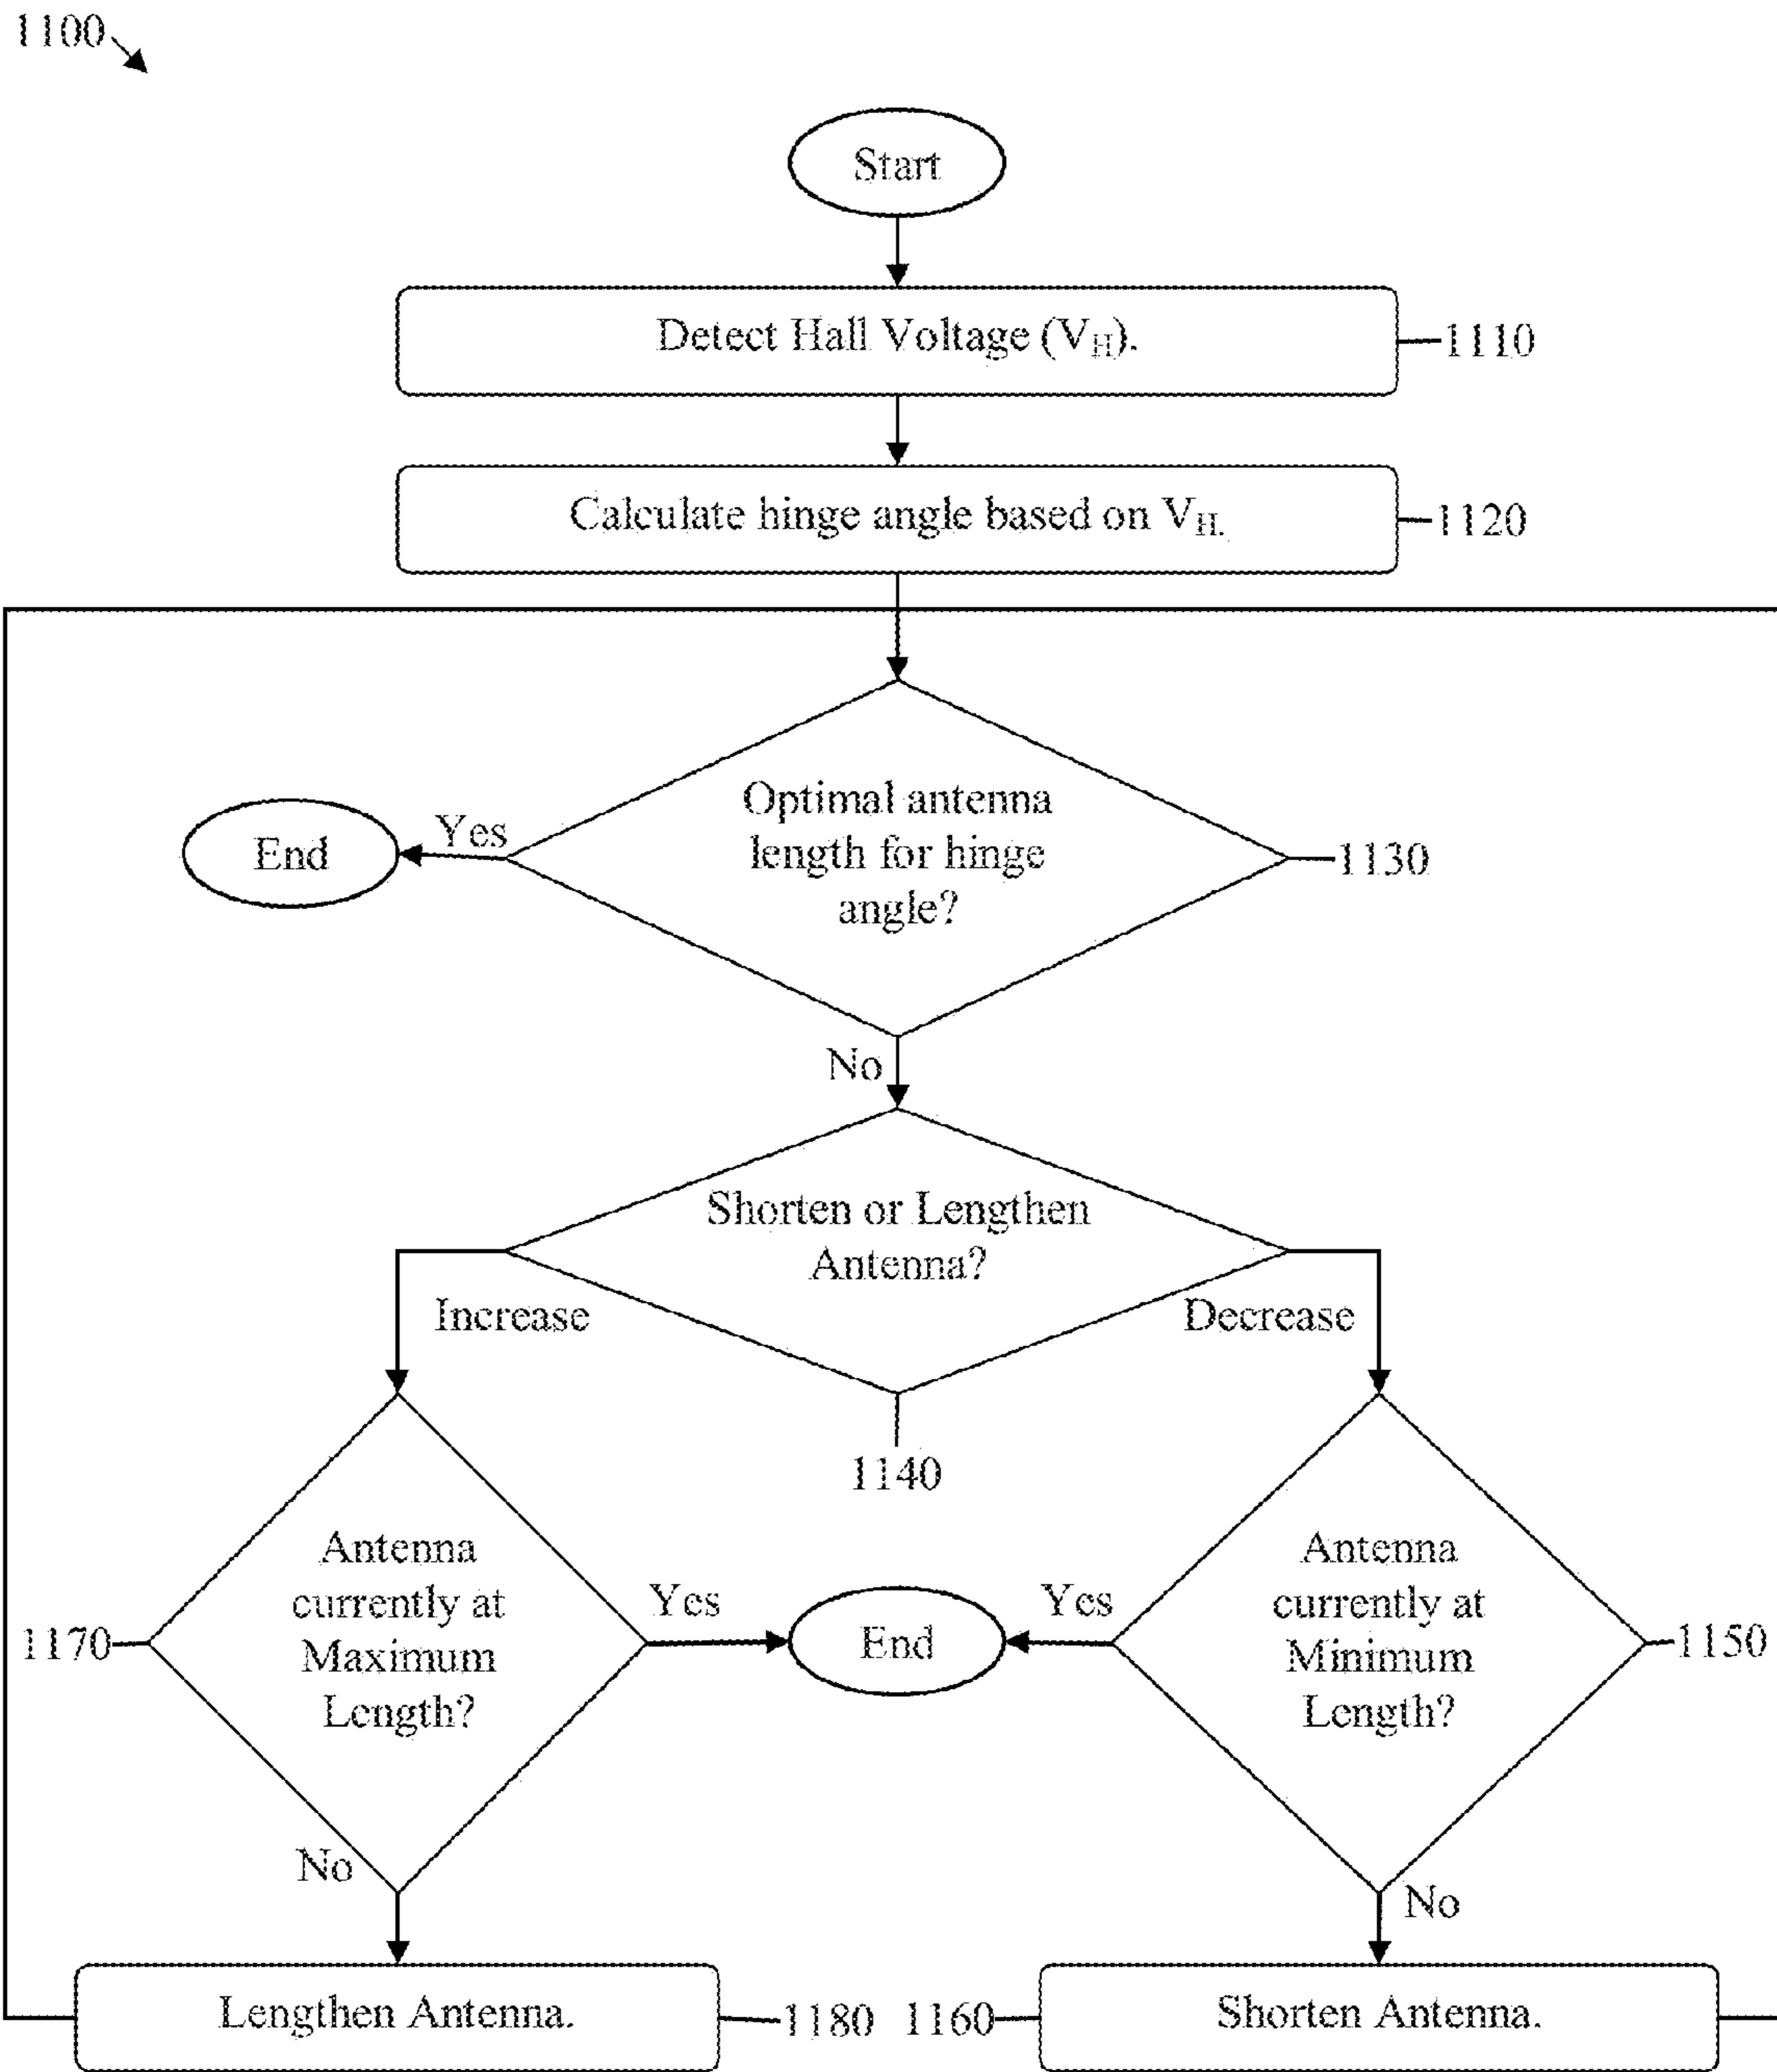 1100
Start
Detect Hall Voltage (VH).
1110
Calculate hinge angle based on VH.
1120
Optimal antenna
length for hinge
angle?
1130
Yes
End
No
Shorten or Lengthen
Antenna?
Increase
Decrease
1140
Antenna
currently at
Maximum
Length?
1170
Yes
End
Yes
Antenna
currently at
Minimum
Length?
1150
No
No
Lengthen Antenna.
1180
1160
Shorten Antenna.